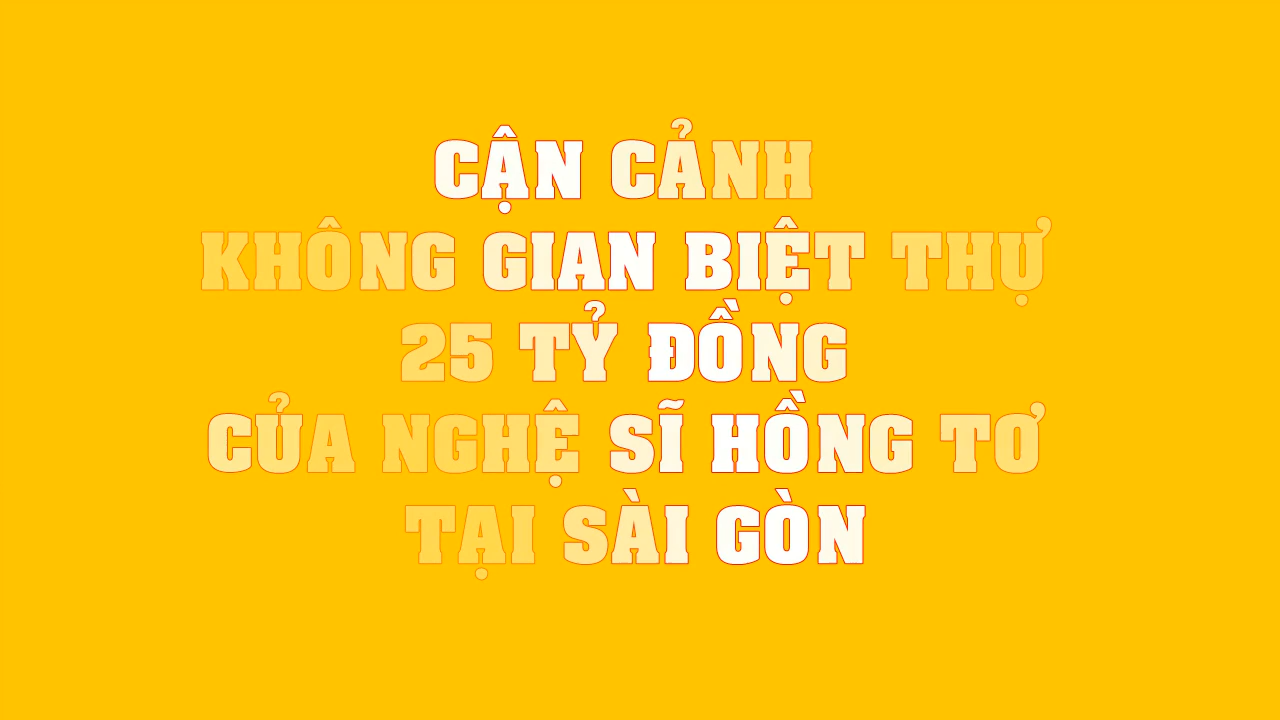 CẬN CẢNH
KHÔNG GIAN BIỆT THỰ
25 TỶ ĐỒNG
CỦA NGHỆ SĨ HỒNG TƠ
TẠI SÀI GÒN